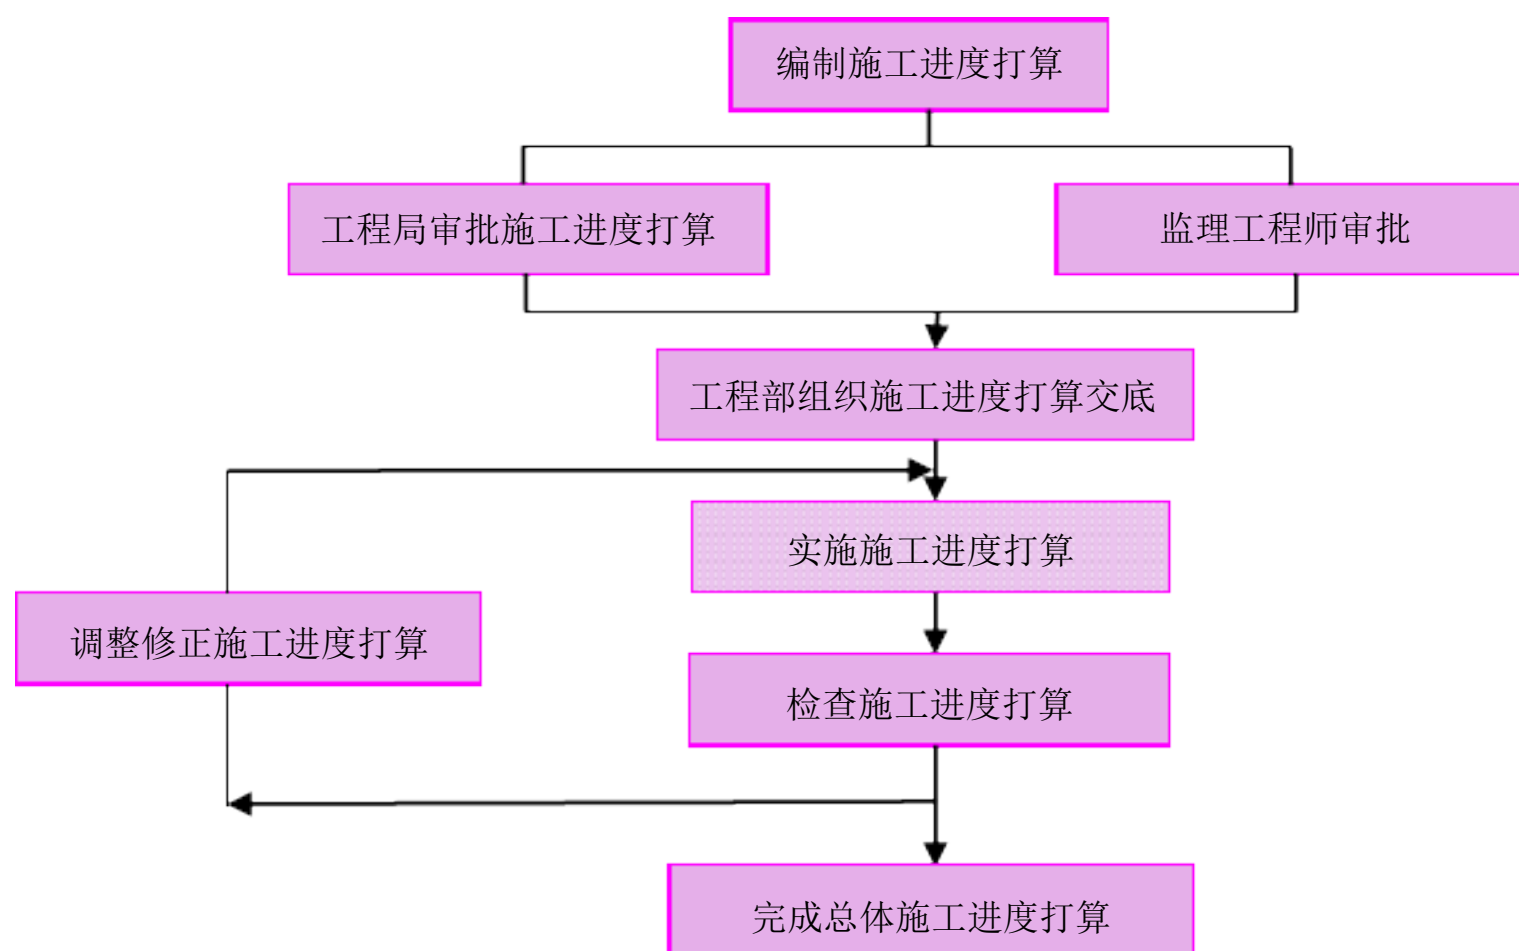 编制施工进度打算
工程局审批施工进度打算
监理工程师审批
工程部组织施工进度打算交底
实施施工进度打算
调整修正施工进度打算
检查施工进度打算
完成总体施工进度打算